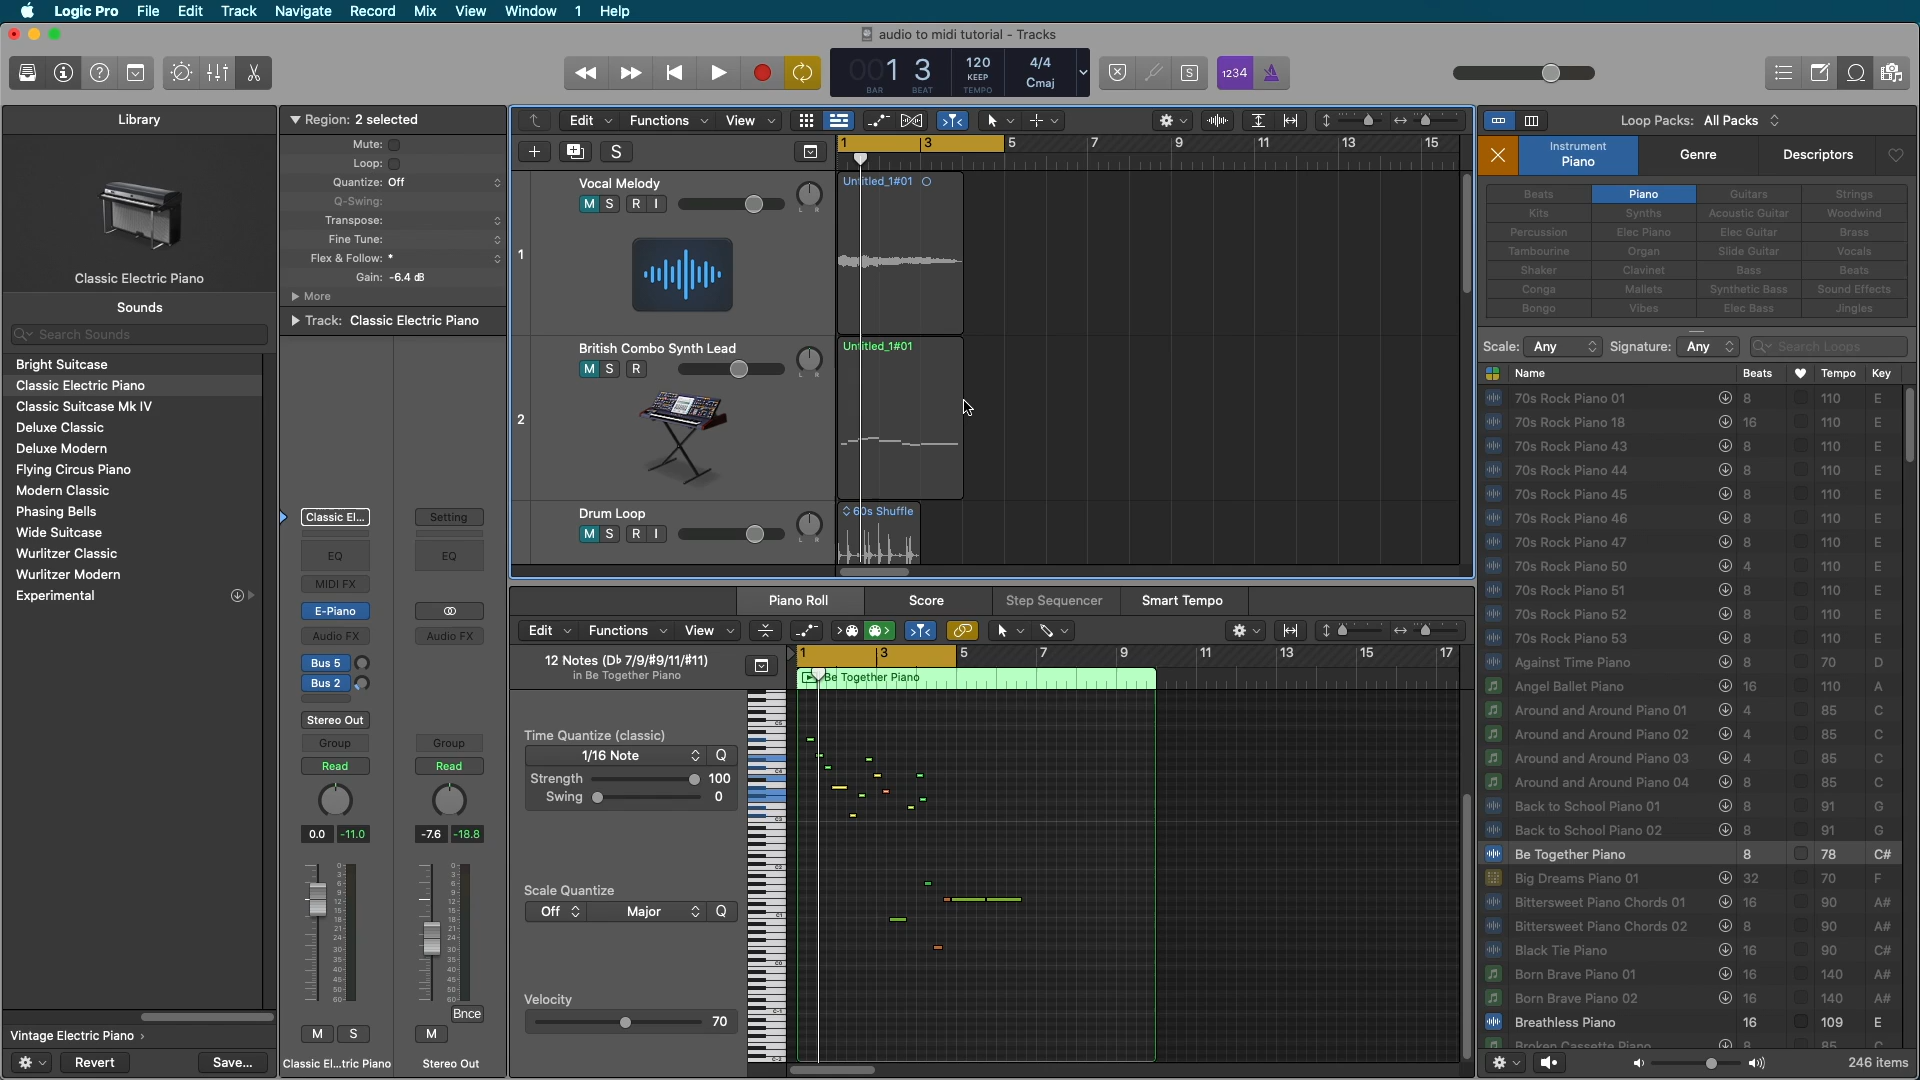 Logic Pro File Edit Track Navigate Record Mix View Window 1 Help
audio to midi tutorial - Tracks
001 3
BAR BEAT
120
KEEP
TEMPO
4/4
Cmaj
S
1234
Library
Classic Electric Piano
Sounds
Search Sounds
Bright Suitcase
Classic Electric Piano
Classic Suitcase Mk IV
Deluxe Classic
Deluxe Modern
Flying Circus Piano
Modern Classic
Phasing Bells
Wide Suitcase
Wurlitzer Classic
Wurlitzer Modern
Experimental
Vintage Electric Piano ›
Revert Save...
Region: 2 selected
Mute:
Loop:
Quantize: Off
Q-Swing:
Transpose:
Fine Tune:
Flex & Follow: *
Gain: -6.4 dB
More
Track: Classic Electric Piano
Classic El... Setting
EQ EQ
MIDI FX
E-Piano
Audio FX Audio FX
Bus 5
Bus 2
Stereo Out
Group Group
Read Read
0.0 -11.0 -7.6 -18.8
Bnce
M S M
Classic El...tric Piano Stereo Out
Edit Functions View
S
1 3 5 7 9 11 13 15
1
Vocal Melody
M S R I
Untitled_1#01
2
British Combo Synth Lead
M S R
Untitled_1#01
Drum Loop
M S R I
60s Shuffle
Piano Roll Score Step Sequencer Smart Tempo
Edit Functions View
12 Notes (D♭ 7/9/#9/11/#11)
in Be Together Piano
1 3 5 7 9 11 13 15 17
Be Together Piano
Time Quantize (classic)
1/16 Note Q
Strength 100
Swing 0
Scale Quantize
Off Major Q
Velocity
70
C5
C4
C3
C2
C1
C0
C-1
C-2
Loop Packs: All Packs
Instrument
Piano
Genre
Descriptors
Beats Piano Guitars Strings
Kits Synths Acoustic Guitar Woodwind
Percussion Elec Piano Elec Guitar Brass
Tambourine Organ Slide Guitar Vocals
Shaker Clavinet Bass Beats
Conga Mallets Synthetic Bass Sound Effects
Bongo Vibes Elec Bass Jingles
Scale: Any Signature: Any Search Loops
Name Beats Tempo Key
70s Rock Piano 01 8 110 E
70s Rock Piano 18 16 110 E
70s Rock Piano 43 8 110 E
70s Rock Piano 44 8 110 E
70s Rock Piano 45 8 110 E
70s Rock Piano 46 8 110 E
70s Rock Piano 47 8 110 E
70s Rock Piano 50 4 110 E
70s Rock Piano 51 8 110 E
70s Rock Piano 52 8 110 E
70s Rock Piano 53 8 110 E
Against Time Piano 8 70 D
Angel Ballet Piano 16 110 A
Around and Around Piano 01 4 85 C
Around and Around Piano 02 4 85 C
Around and Around Piano 03 4 85 C
Around and Around Piano 04 8 85 C
Back to School Piano 01 8 91 G
Back to School Piano 02 8 91 G
Be Together Piano 8 78 C#
Big Dreams Piano 01 32 70 F
Bittersweet Piano Chords 01 16 90 A#
Bittersweet Piano Chords 02 8 90 A#
Black Tie Piano 16 90 C#
Born Brave Piano 01 16 140 A#
Born Brave Piano 02 16 140 A#
Breathless Piano 16 109 E
Broken Cassette Piano 8 85 C
246 items